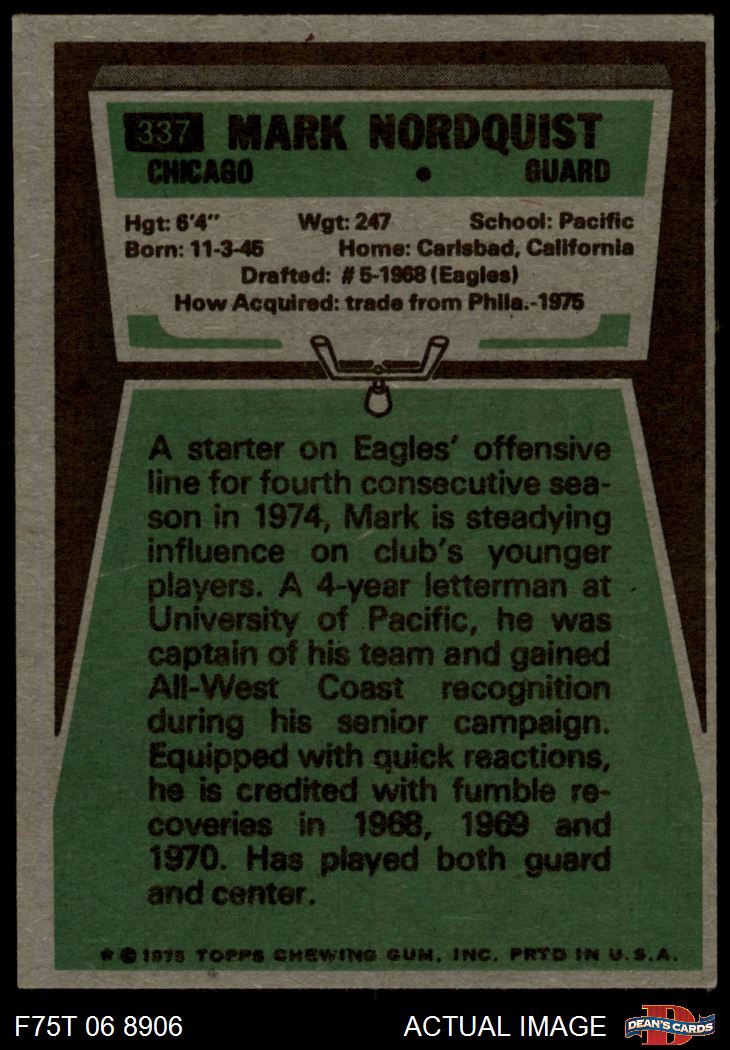 337 MARK NORDQUIST
CHICAGO • GUARD
Hgt: 6'4" Wgt: 247 School: Pacific
Born: 11-3-45 Home: Carlsbad, California
Drafted: #5-1968 (Eagles)
How Acquired: trade from Phila.-1975
A starter on Eagles' offensive
line for fourth consecutive sea-
son in 1974, Mark is steadying
influence on club's younger
players. A 4-year letterman at
University of Pacific, he was
captain of his team and gained
All-West Coast recognition
during his senior campaign.
Equipped with quick reactions,
he is credited with fumble re-
coveries in 1968, 1969 and
1970. Has played both guard
and center.
* © 1975 TOPPS CHEWING GUM, INC. PRTD IN U.S.A.
F75T 06 8906 ACTUAL IMAGE D DEAN'S CARDS